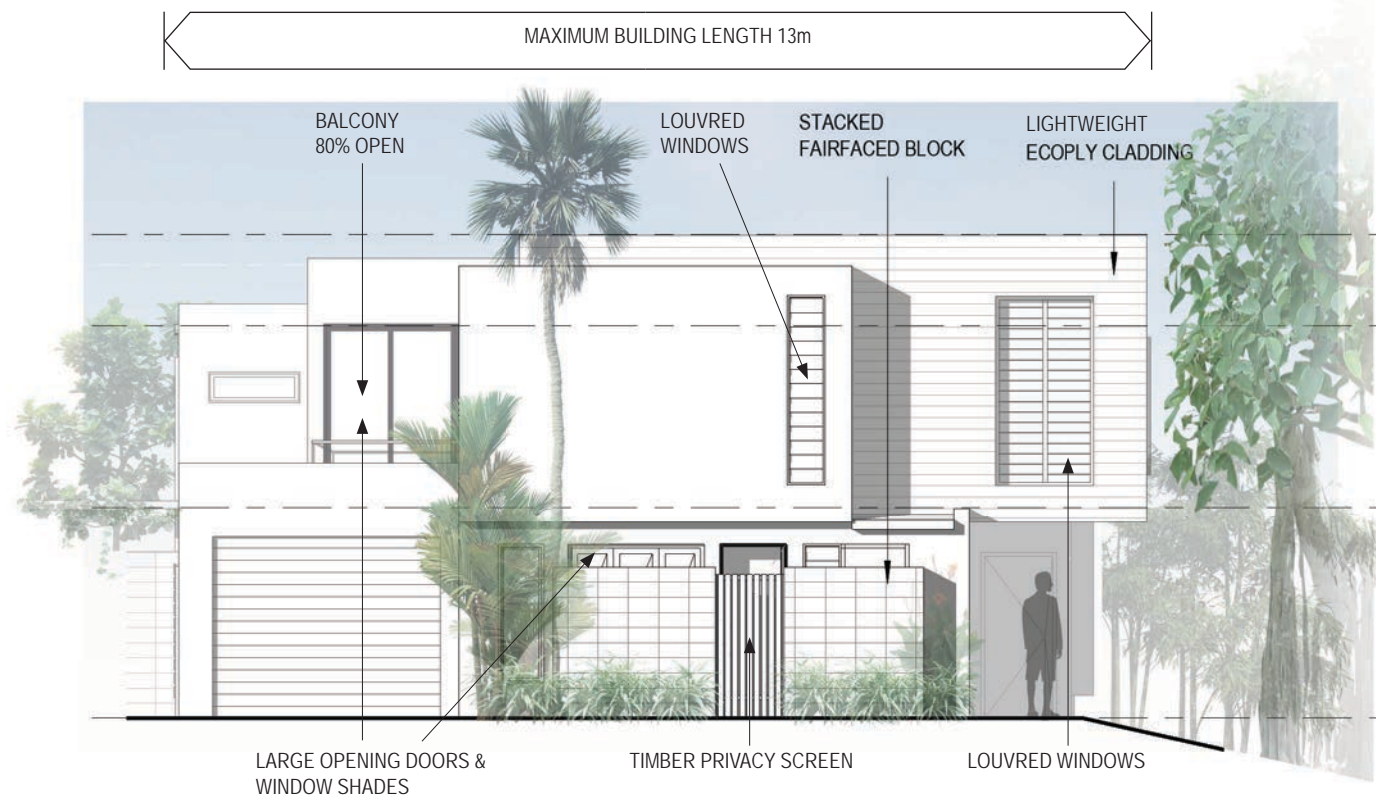 MAXIMUM BUILDING LENGTH 13m
BALCONY
80% OPEN
LOUVRED
WINDOWS
STACKED
FAIRFACED BLOCK
LIGHTWEIGHT
ECOPLY CLADDING
LARGE OPENING DOORS &
WINDOW SHADES
TIMBER PRIVACY SCREEN
LOUVRED WINDOWS